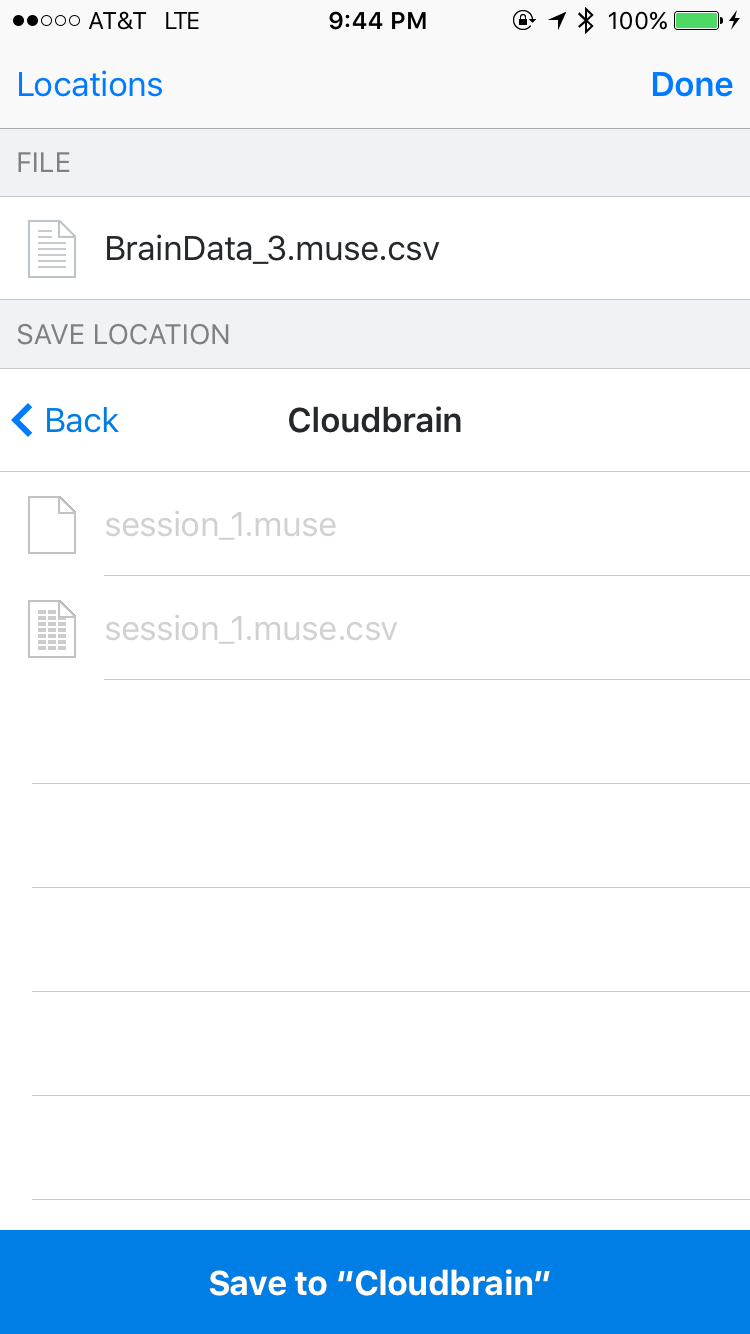 AT&T LTE 9:44 PM 100%
Locations Done
FILE
BrainData_3.muse.csv
SAVE LOCATION
Back Cloudbrain
session_1.muse
session_1.muse.csv
Save to “Cloudbrain”